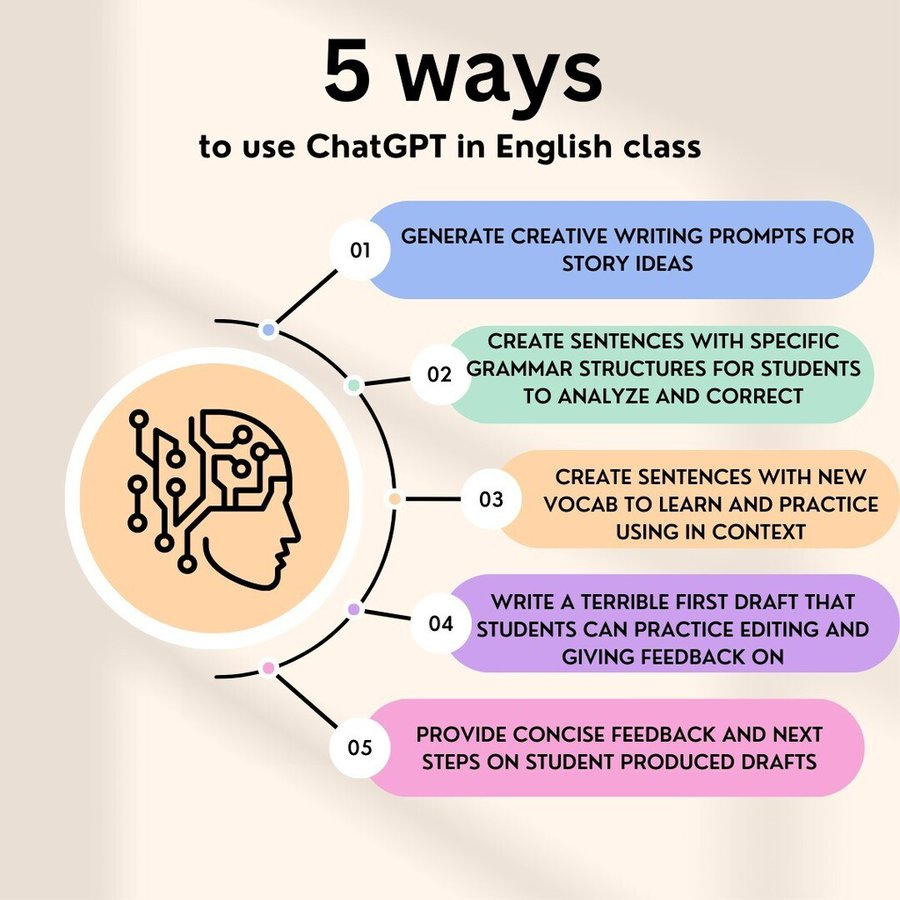 5 ways
to use ChatGPT in English class
01
GENERATE CREATIVE WRITING PROMPTS FOR
STORY IDEAS
02
CREATE SENTENCES WITH SPECIFIC
GRAMMAR STRUCTURES FOR STUDENTS
TO ANALYZE AND CORRECT
03
CREATE SENTENCES WITH NEW
VOCAB TO LEARN AND PRACTICE
USING IN CONTEXT
04
WRITE A TERRIBLE FIRST DRAFT THAT
STUDENTS CAN PRACTICE EDITING AND
GIVING FEEDBACK ON
05
PROVIDE CONCISE FEEDBACK AND NEXT
STEPS ON STUDENT PRODUCED DRAFTS